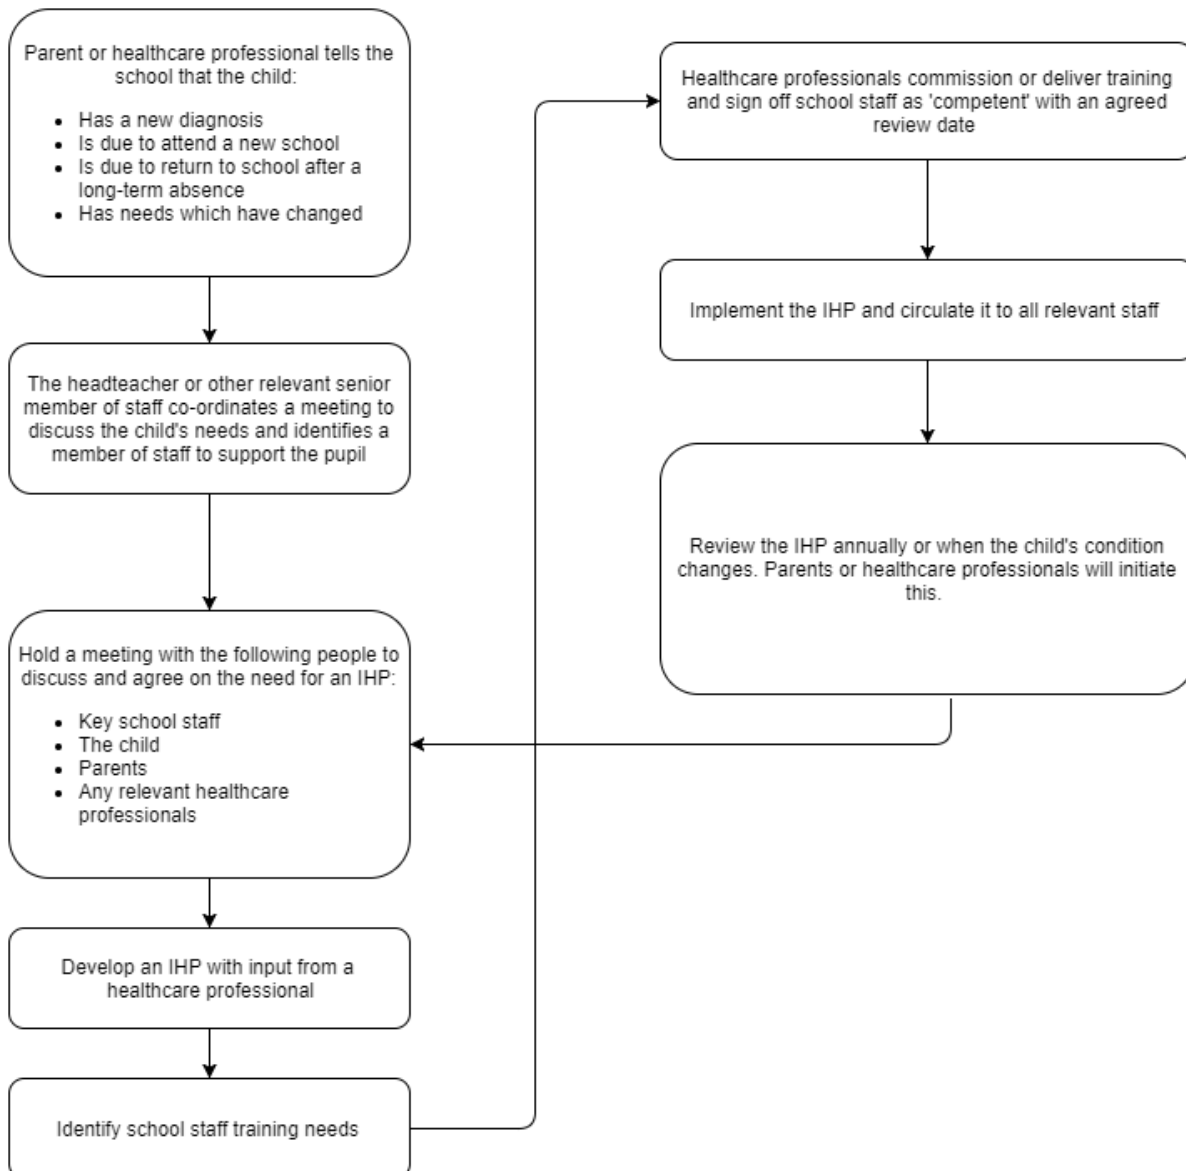 Parent or healthcare professional tells the
school that the child:
• Has a new diagnosis
• Is due to attend a new school
• Is due to return to school after a
long-term absence
• Has needs which have changed
The headteacher or other relevant senior
member of staff co-ordinates a meeting to
discuss the child's needs and identifies a
member of staff to support the pupil
Hold a meeting with the following people to
discuss and agree on the need for an IHP:
• Key school staff
• The child
• Parents
• Any relevant healthcare
professionals
Develop an IHP with input from a
healthcare professional
Identify school staff training needs
Healthcare professionals commission or deliver training
and sign off school staff as 'competent' with an agreed
review date
Implement the IHP and circulate it to all relevant staff
Review the IHP annually or when the child's condition
changes. Parents or healthcare professionals will initiate
this.